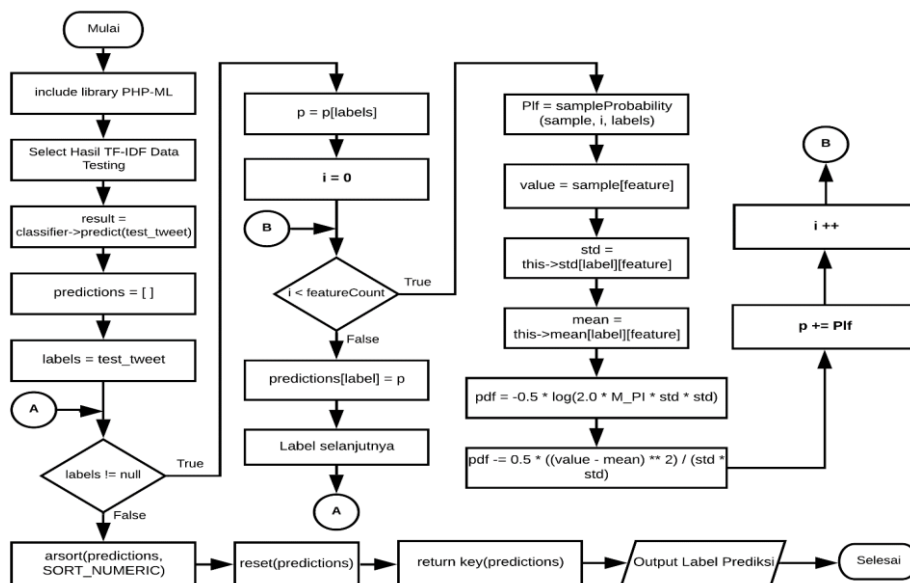 Mulai
include library PHP-ML
Select Hasil TF-IDF Data
Testing
result =
classifier->predict(test_tweet)
predictions = [ ]
labels = test_tweet
A
labels != null
True
False
p = p[labels]
i = 0
B
i < featureCount
True
False
predictions[label] = p
Label selanjutnya
A
Plf = sampleProbability
(sample, i, labels)
value = sample[feature]
std =
this->std[label][feature]
mean =
this->mean[label][feature]
pdf = -0.5 * log(2.0 * M_PI * std * std)
pdf -= 0.5 * ((value - mean) ** 2) / (std *
std)
p += Plf
i ++
B
arsort(predictions,
SORT_NUMERIC)
reset(predictions)
return key(predictions)
Output Label Prediksi
Selesai